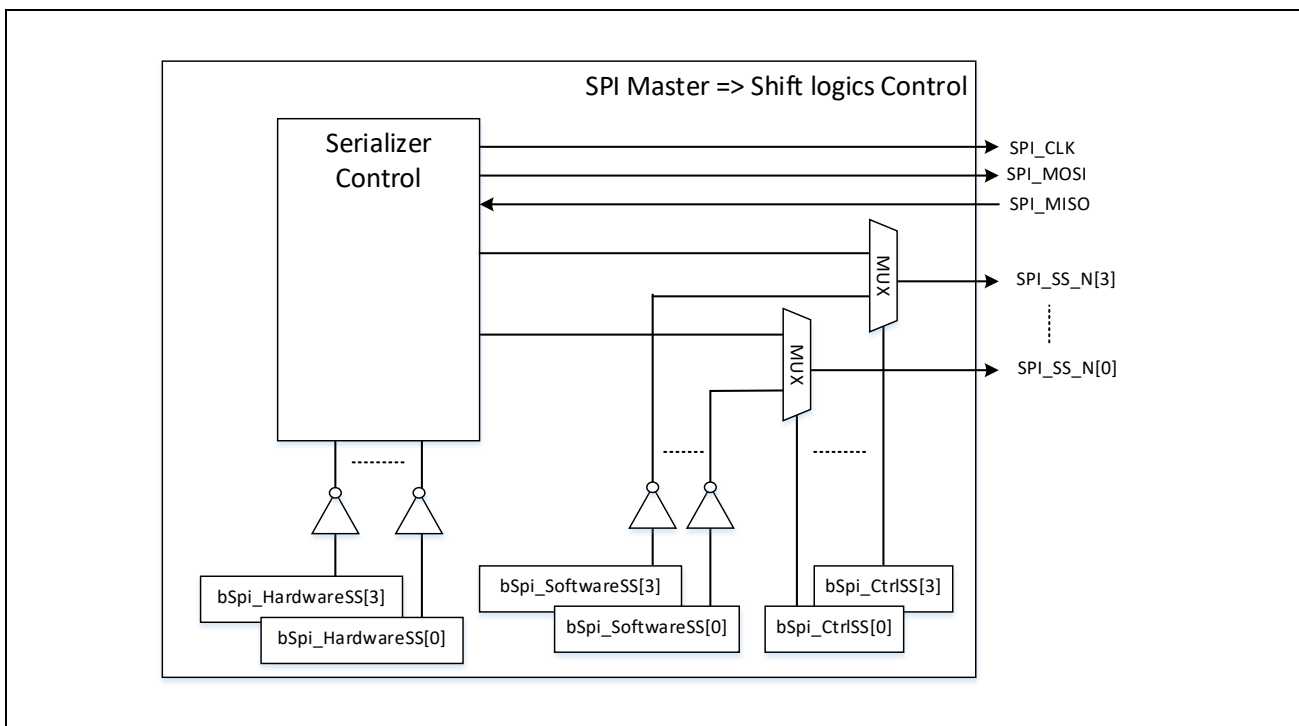 SPI Master => Shift logics Control
Serializer
Control
SPI_CLK
SPI_MOSI
SPI_MISO
MUX
SPI_SS_N[3]
MUX
SPI_SS_N[0]
bSpi_HardwareSS[3]
bSpi_HardwareSS[0]
bSpi_SoftwareSS[3]
bSpi_SoftwareSS[0]
bSpi_CtrlSS[3]
bSpi_CtrlSS[0]